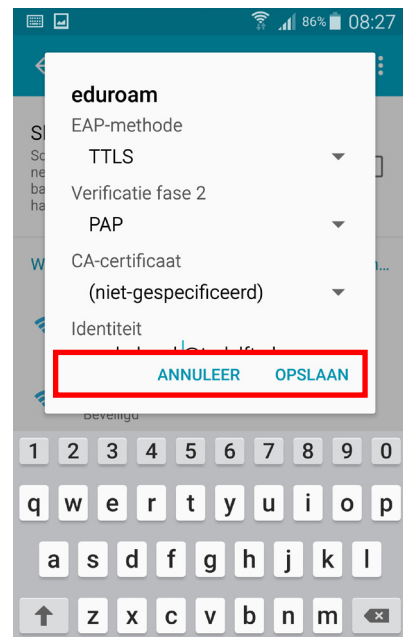 86% 08:27
eduroam
EAP-methode
TTLS
Verificatie fase 2
PAP
CA-certificaat
(niet-gespecificeerd)
Identiteit
ANNULEER OPSLAAN
Beveiligd
1 2 3 4 5 6 7 8 9 0
q w e r t y u i o p
a s d f g h j k l
z x c v b n m